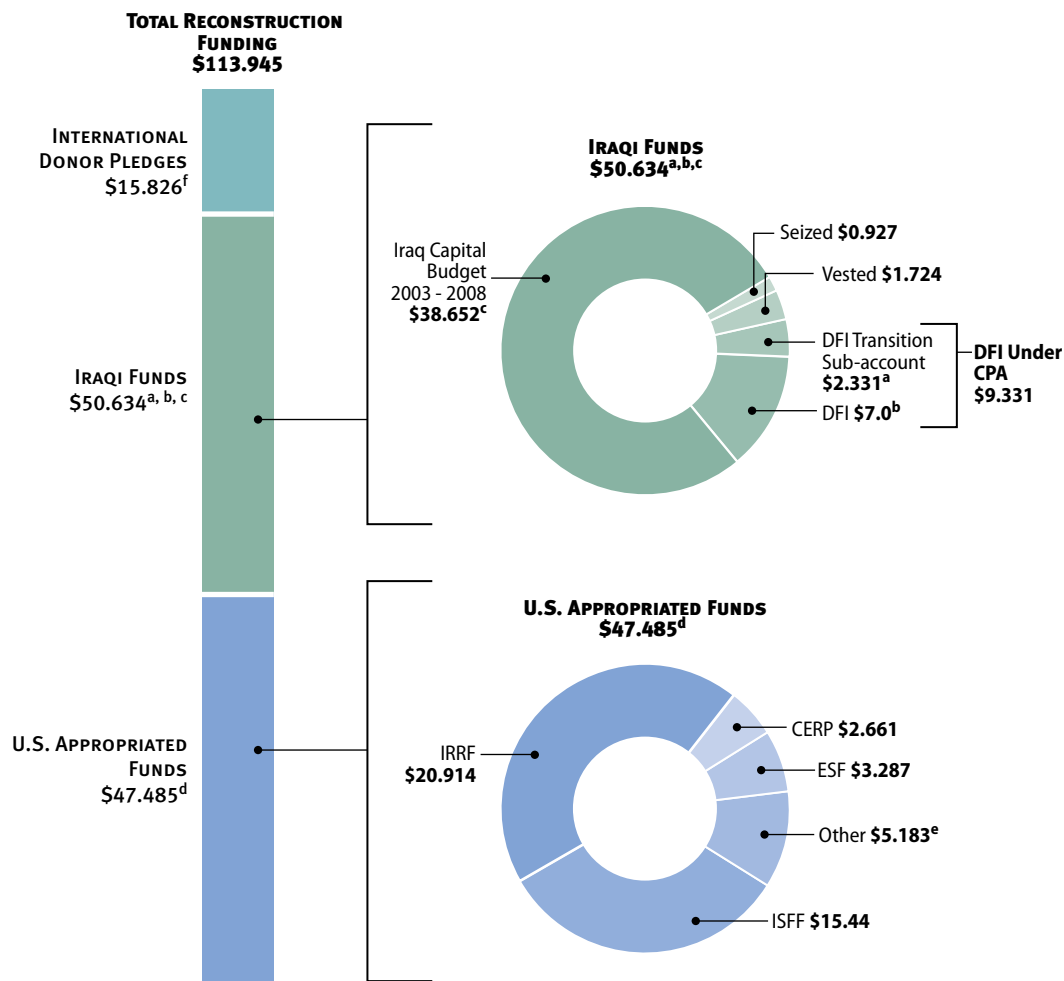 TOTAL RECONSTRUCTION
FUNDING
$113.945
INTERNATIONAL
DONOR PLEDGES
$15.826f
IRAQI FUNDS
$50.634a, b, c
U.S. APPROPRIATED
FUNDS
$47.485d
IRAQI FUNDS
$50.634a,b,c
Iraq Capital
Budget
2003 - 2008
$38.652c
Seized $0.927
Vested $1.724
DFI Transition
Sub-account
$2.331a
DFI $7.0b
DFI Under
CPA
$9.331
U.S. APPROPRIATED FUNDS
$47.485d
IRRF
$20.914
CERP $2.661
ESF $3.287
Other $5.183e
ISFF $15.44